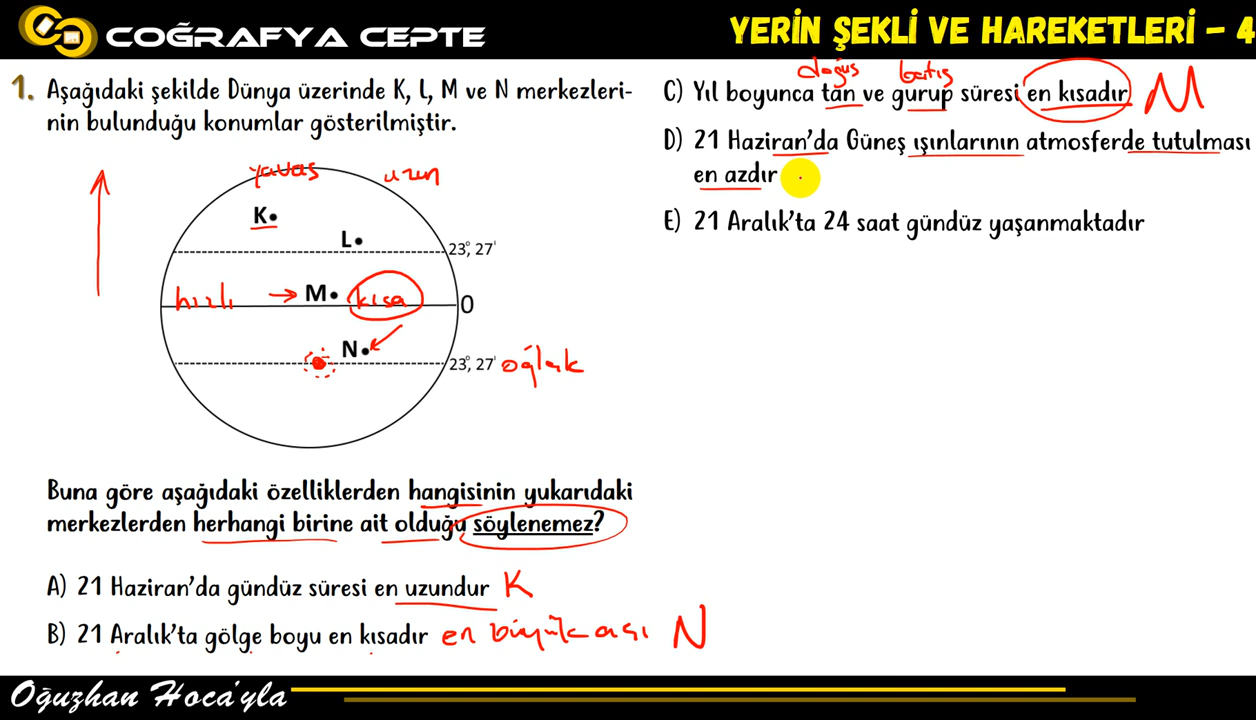 COĞRAFYA CEPTE
YERİN ŞEKLİ VE HAREKETLERİ - 4
1. Aşağıdaki şekilde Dünya üzerinde K, L, M ve N merkezleri-
nin bulunduğu konumlar gösterilmiştir.
yavaş
uzun
K
L
23° 27'
hızlı
M
kısa
0
N
23° 27'
oğlak
Buna göre aşağıdaki özelliklerden hangisinin yukarıdaki
merkezlerden herhangi birine ait olduğu söylenemez?
A) 21 Haziran'da gündüz süresi en uzundur K
B) 21 Aralık'ta gölge boyu en kısadır en büyük açısı N
doğuş batış
C) Yıl boyunca tan ve gurup süresi en kısadır M
D) 21 Haziran'da Güneş ışınlarının atmosferde tutulması
en azdır
E) 21 Aralık'ta 24 saat gündüz yaşanmaktadır
Oğuzhan Hoca'yla